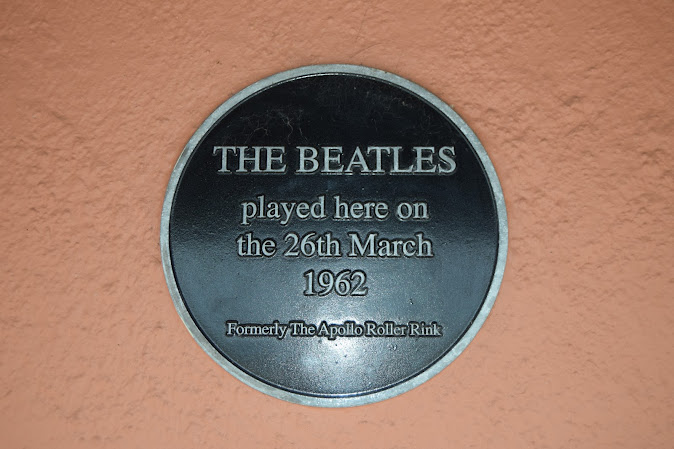 THE BEATLES
played here on
the 26th March
1962
Formerly The Apollo Roller Rink